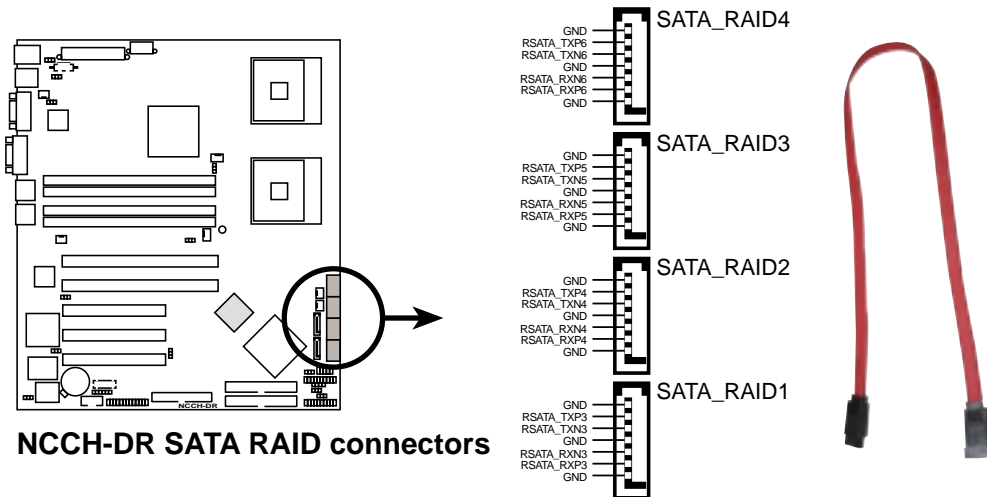 SATA_RAID4
GND
RSATA_TXP6
RSATA_TXN6
GND
RSATA_RXN6
RSATA_RXP6
GND
SATA_RAID3
GND
RSATA_TXP5
RSATA_TXN5
GND
RSATA_RXN5
RSATA_RXP5
GND
SATA_RAID2
GND
RSATA_TXP4
RSATA_TXN4
GND
RSATA_RXN4
RSATA_RXP4
GND
SATA_RAID1
GND
RSATA_TXP3
RSATA_TXN3
GND
RSATA_RXN3
RSATA_RXP3
GND
NCCH-DR
NCCH-DR SATA RAID connectors